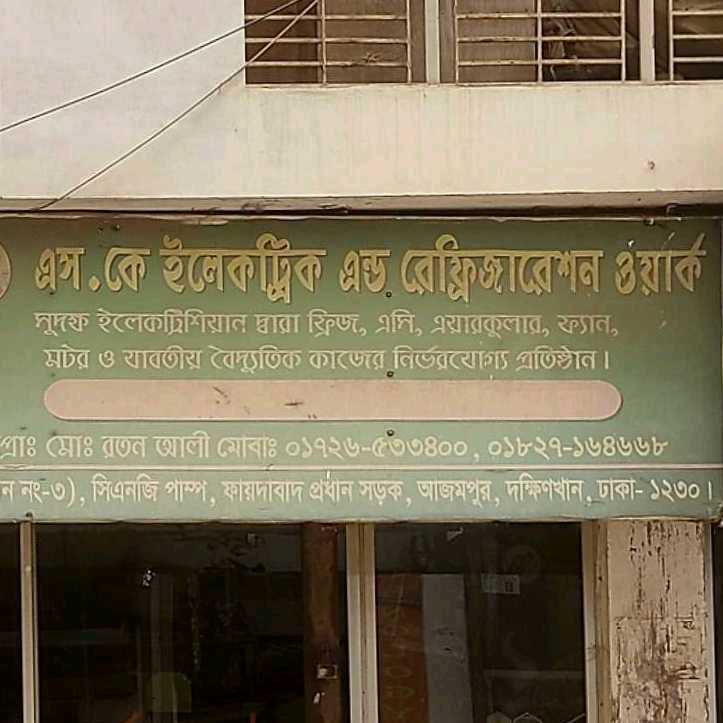 এস.কে ইলেকট্রিক এন্ড রেফ্রিজারেশন ওয়ার্ক
সুদক্ষ ইলেকট্রিশিয়ান দ্বারা ফ্রিজ, এসি, এয়ারকুলার, ফ্যান,
মটর ও যাবতীয় বৈদ্যুতিক কাজের নির্ভরযোগ্য প্রতিষ্ঠান।
প্রাঃ মোঃ রতন আলী মোবাঃ ০১৭২৬-৫৩৩৪০০, ০১৮২৭-১৬৪৬৬৮
ন নং-৩), সিএনজি পাম্প, ফায়দাবাদ প্রধান সড়ক, আজমপুর, দক্ষিণখান, ঢাকা- ১২৩০।